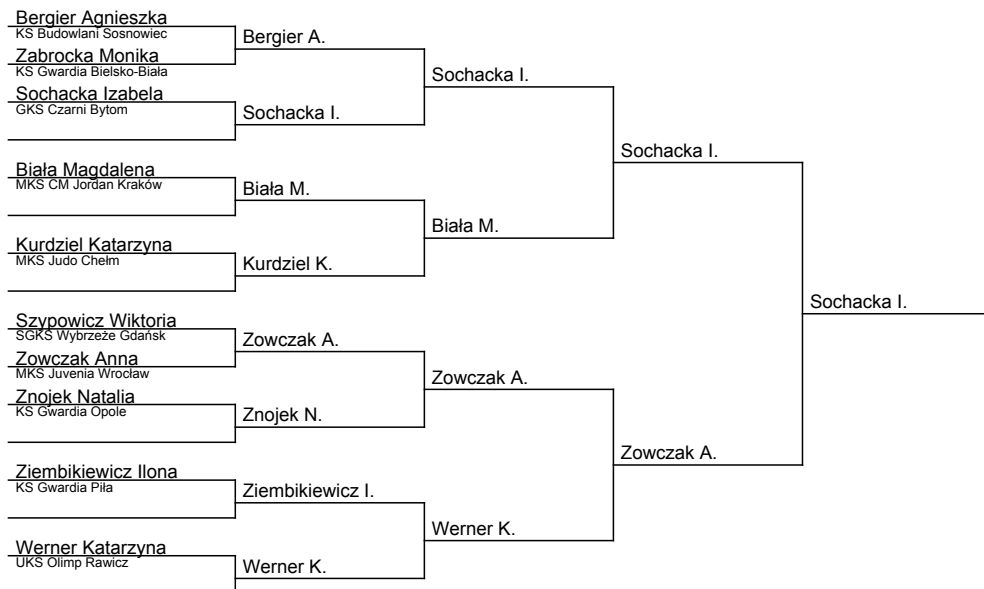 Bergier Agnieszka
KS Budowlani Sosnowiec
Zabrocka Monika
KS Gwardia Bielsko-Biała
Sochacka Izabela
GKS Czarni Bytom
Biała Magdalena
MKS CM Jordan Kraków
Kurdziel Katarzyna
MKS Judo Chełm
Szypowicz Wiktoria
SGKS Wybrzeże Gdańsk
Zowczak Anna
MKS Juvenia Wrocław
Znojek Natalia
KS Gwardia Opole
Ziembikiewicz Ilona
KS Gwardia Piła
Werner Katarzyna
UKS Olimp Rawicz
Bergier A.
Sochacka I.
Biała M.
Kurdziel K.
Zowczak A.
Znojek N.
Ziembikiewicz I.
Werner K.
Sochacka I.
Biała M.
Zowczak A.
Werner K.
Sochacka I.
Zowczak A.
Sochacka I.